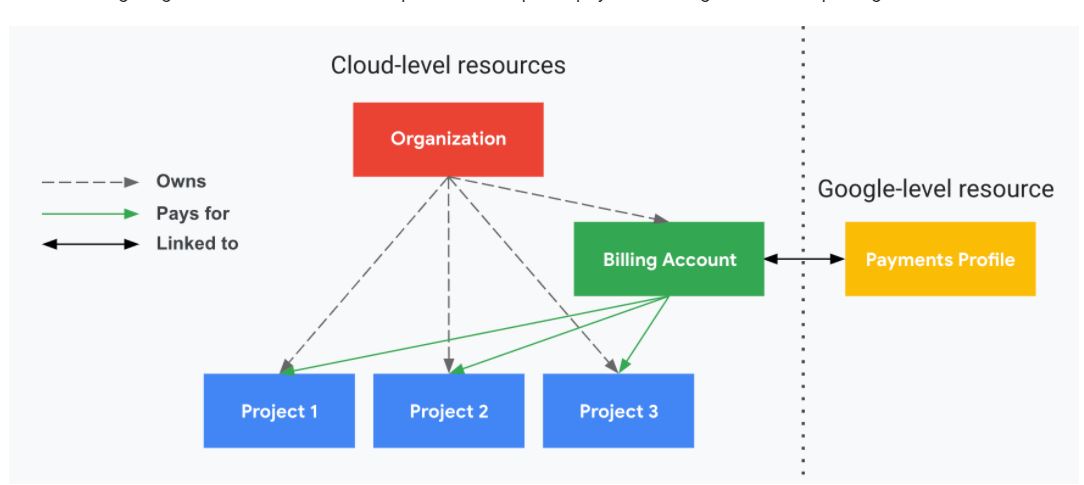 Cloud-level resources
Organization
Owns
Pays for
Linked to
Google-level resource
Billing Account
Payments Profile
Project 1
Project 2
Project 3